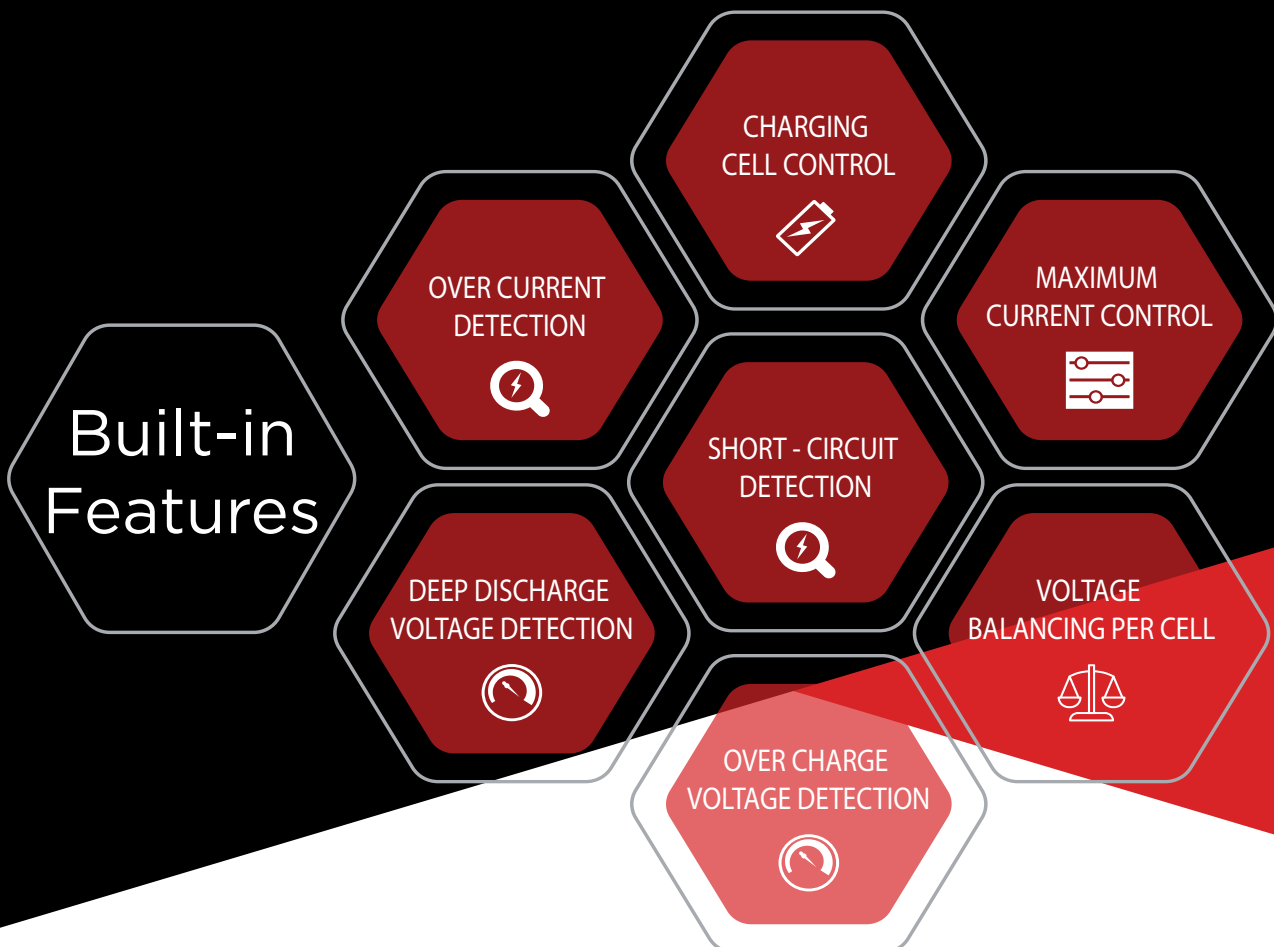 Built-in
Features
CHARGING
CELL CONTROL
OVER CURRENT
DETECTION
MAXIMUM
CURRENT CONTROL
SHORT - CIRCUIT
DETECTION
DEEP DISCHARGE
VOLTAGE DETECTION
VOLTAGE
BALANCING PER CELL
OVER CHARGE
VOLTAGE DETECTION